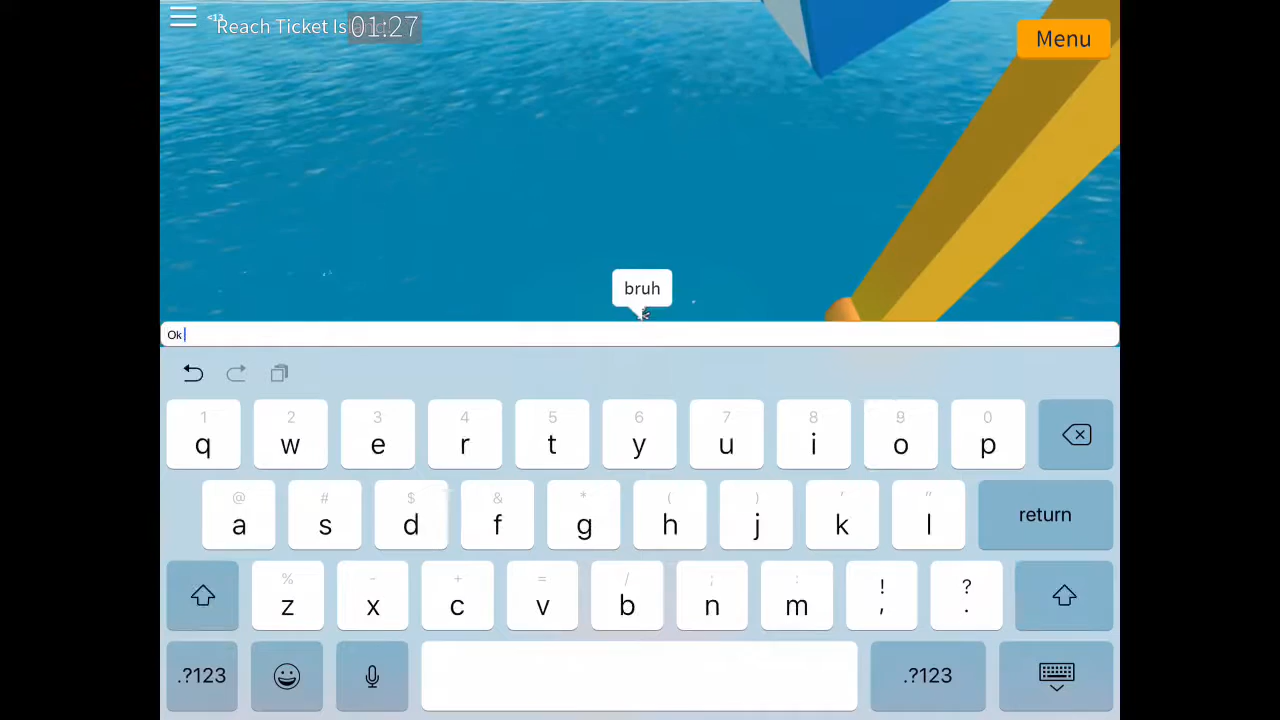 <13
Reach Ticket Is
01:27
Menu
bruh
Ok
1 2 3 4 5 6 7 8 9 0
q w e r t y u i o p
@ # $ & * ( ) ' "
a s d f g h j k l return
% - + = / ; : ! ?
z x c v b n m , .
.?123 .?123